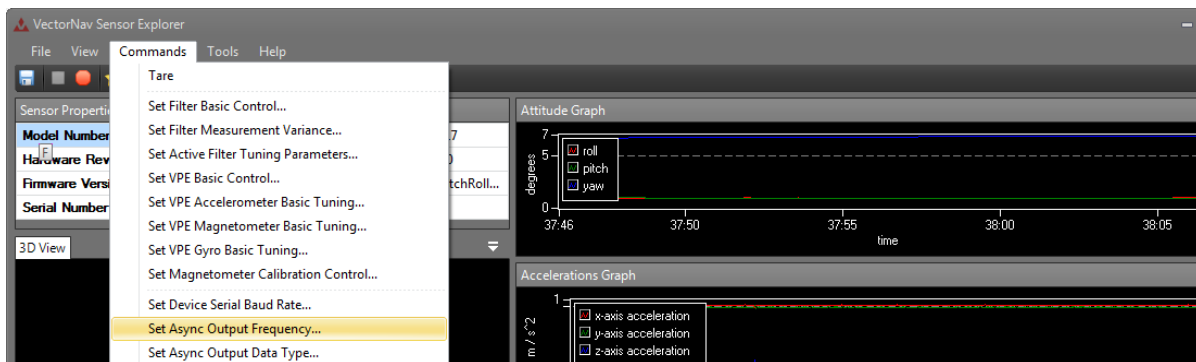 VectorNav Sensor Explorer
File View Commands Tools Help
Tare
Set Filter Basic Control...
Set Filter Measurement Variance...
Set Active Filter Tuning Parameters...
Set VPE Basic Control...
Set VPE Accelerometer Basic Tuning...
Set VPE Magnetometer Basic Tuning...
Set VPE Gyro Basic Tuning...
Set Magnetometer Calibration Control...
Set Device Serial Baud Rate...
Set Async Output Frequency...
Set Async Output Data Type...
Sensor Properti
Model Number
.7
F
Hardware Rev
Firmware Versi
tchRoll...
Serial Number
3D View
Attitude Graph
7
5
0
degrees
roll
pitch
yaw
37:46 37:50 37:55 38:00 38:05
time
Accelerations Graph
1
m / s^2
x-axis acceleration
y-axis acceleration
z-axis acceleration